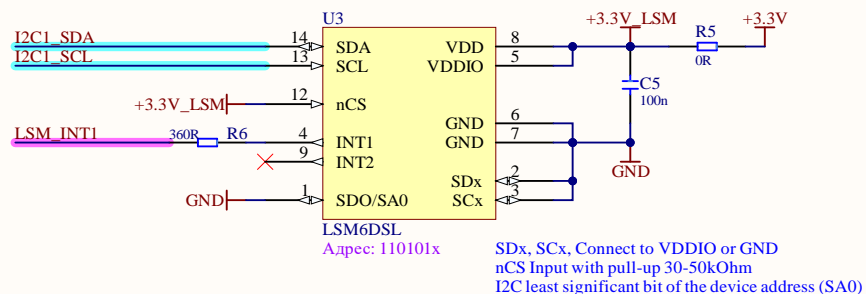 U3
+3.3V_LSM
R5
+3.3V
I2C1_SDA
14
SDA
VDD
8
0R
I2C1_SCL
13
SCL
VDDIO
5
C5
100n
+3.3V_LSM
12
nCS
GND
6
LSM_INT1
360R
R6
4
INT1
GND
7
9
INT2
GND
SDx
2
GND
1
SDO/SA0
SCx
3
LSM6DSL
Адрес: 110101x
SDx, SCx, Connect to VDDIO or GND
nCS Input with pull-up 30-50kOhm
I2C least significant bit of the device address (SA0)